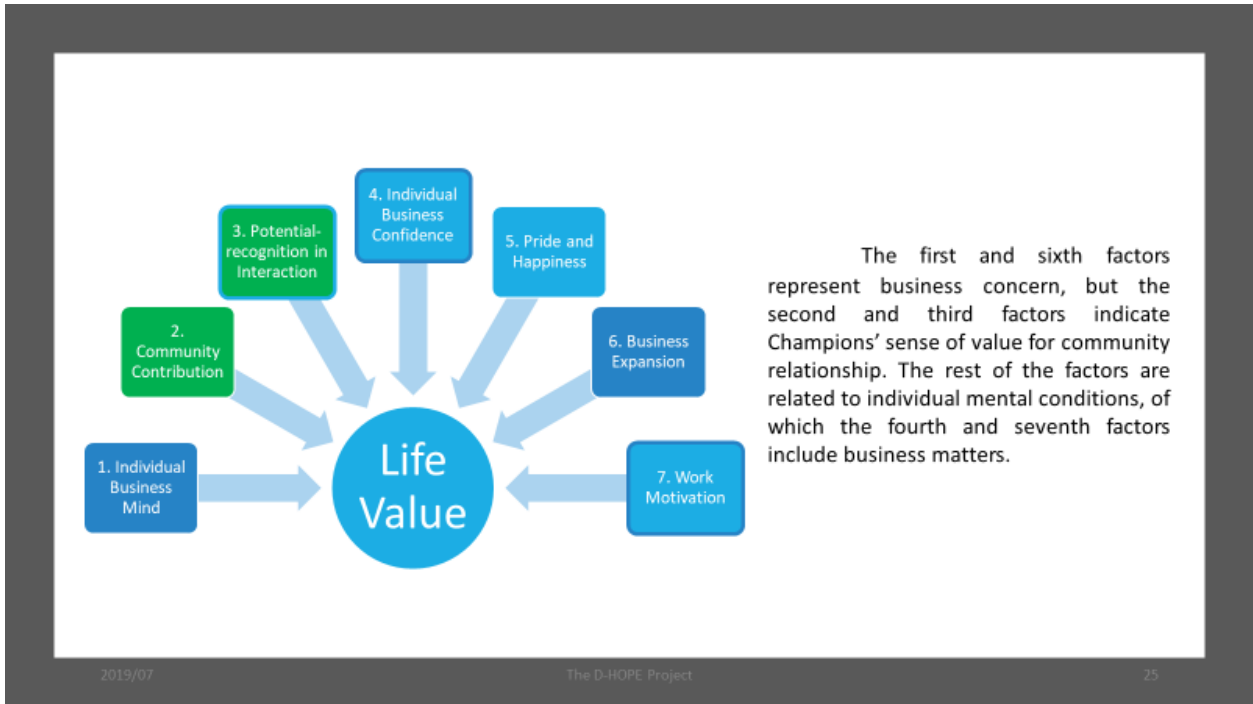 1. Individual
Business
Mind
2.
Community
Contribution
3. Potential-
recognition in
Interaction
4. Individual
Business
Confidence
5. Pride and
Happiness
6. Business
Expansion
7. Work
Motivation
Life
Value
The first and sixth factors
represent business concern, but the
second and third factors indicate
Champions’ sense of value for community
relationship. The rest of the factors are
related to individual mental conditions, of
which the fourth and seventh factors
include business matters.
2019/07
The D-HOPE Project
25